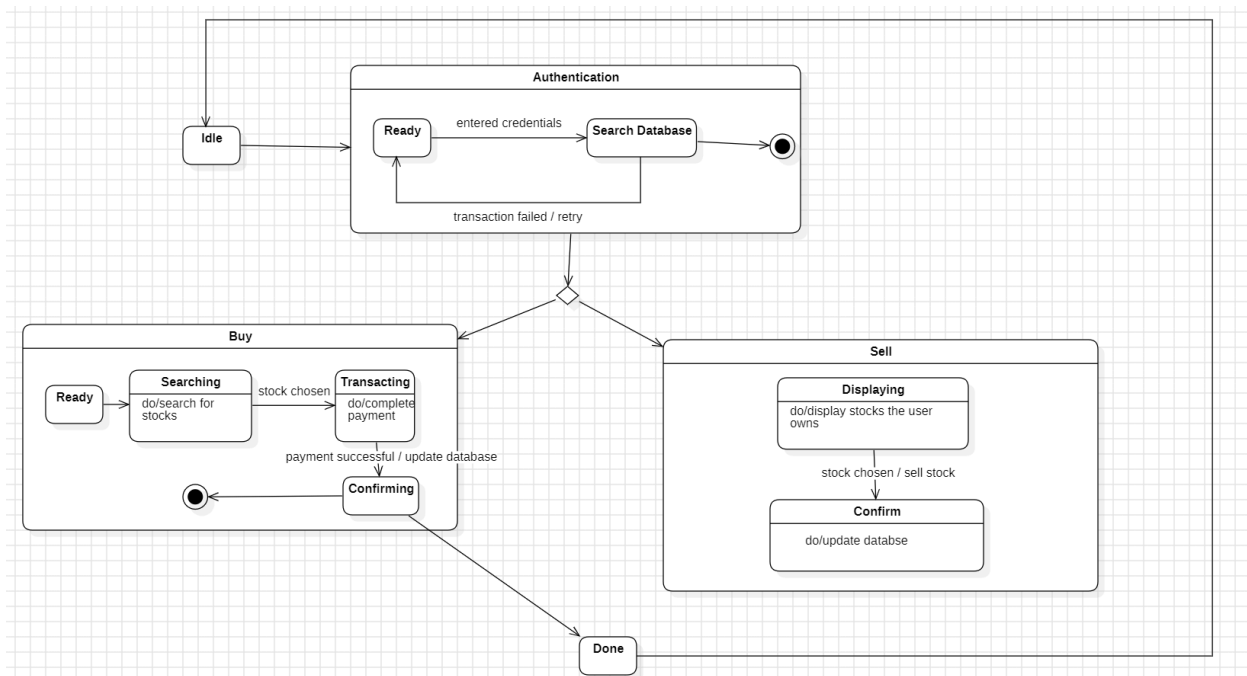 Authentication
Idle
Ready
entered credentials
Search Database
transaction failed / retry
Buy
Ready
Searching
do/search for
stocks
stock chosen
Transacting
do/complete
payment
payment successful / update database
Confirming
Sell
Displaying
do/display stocks the user
owns
stock chosen / sell stock
Confirm
do/update databse
Done